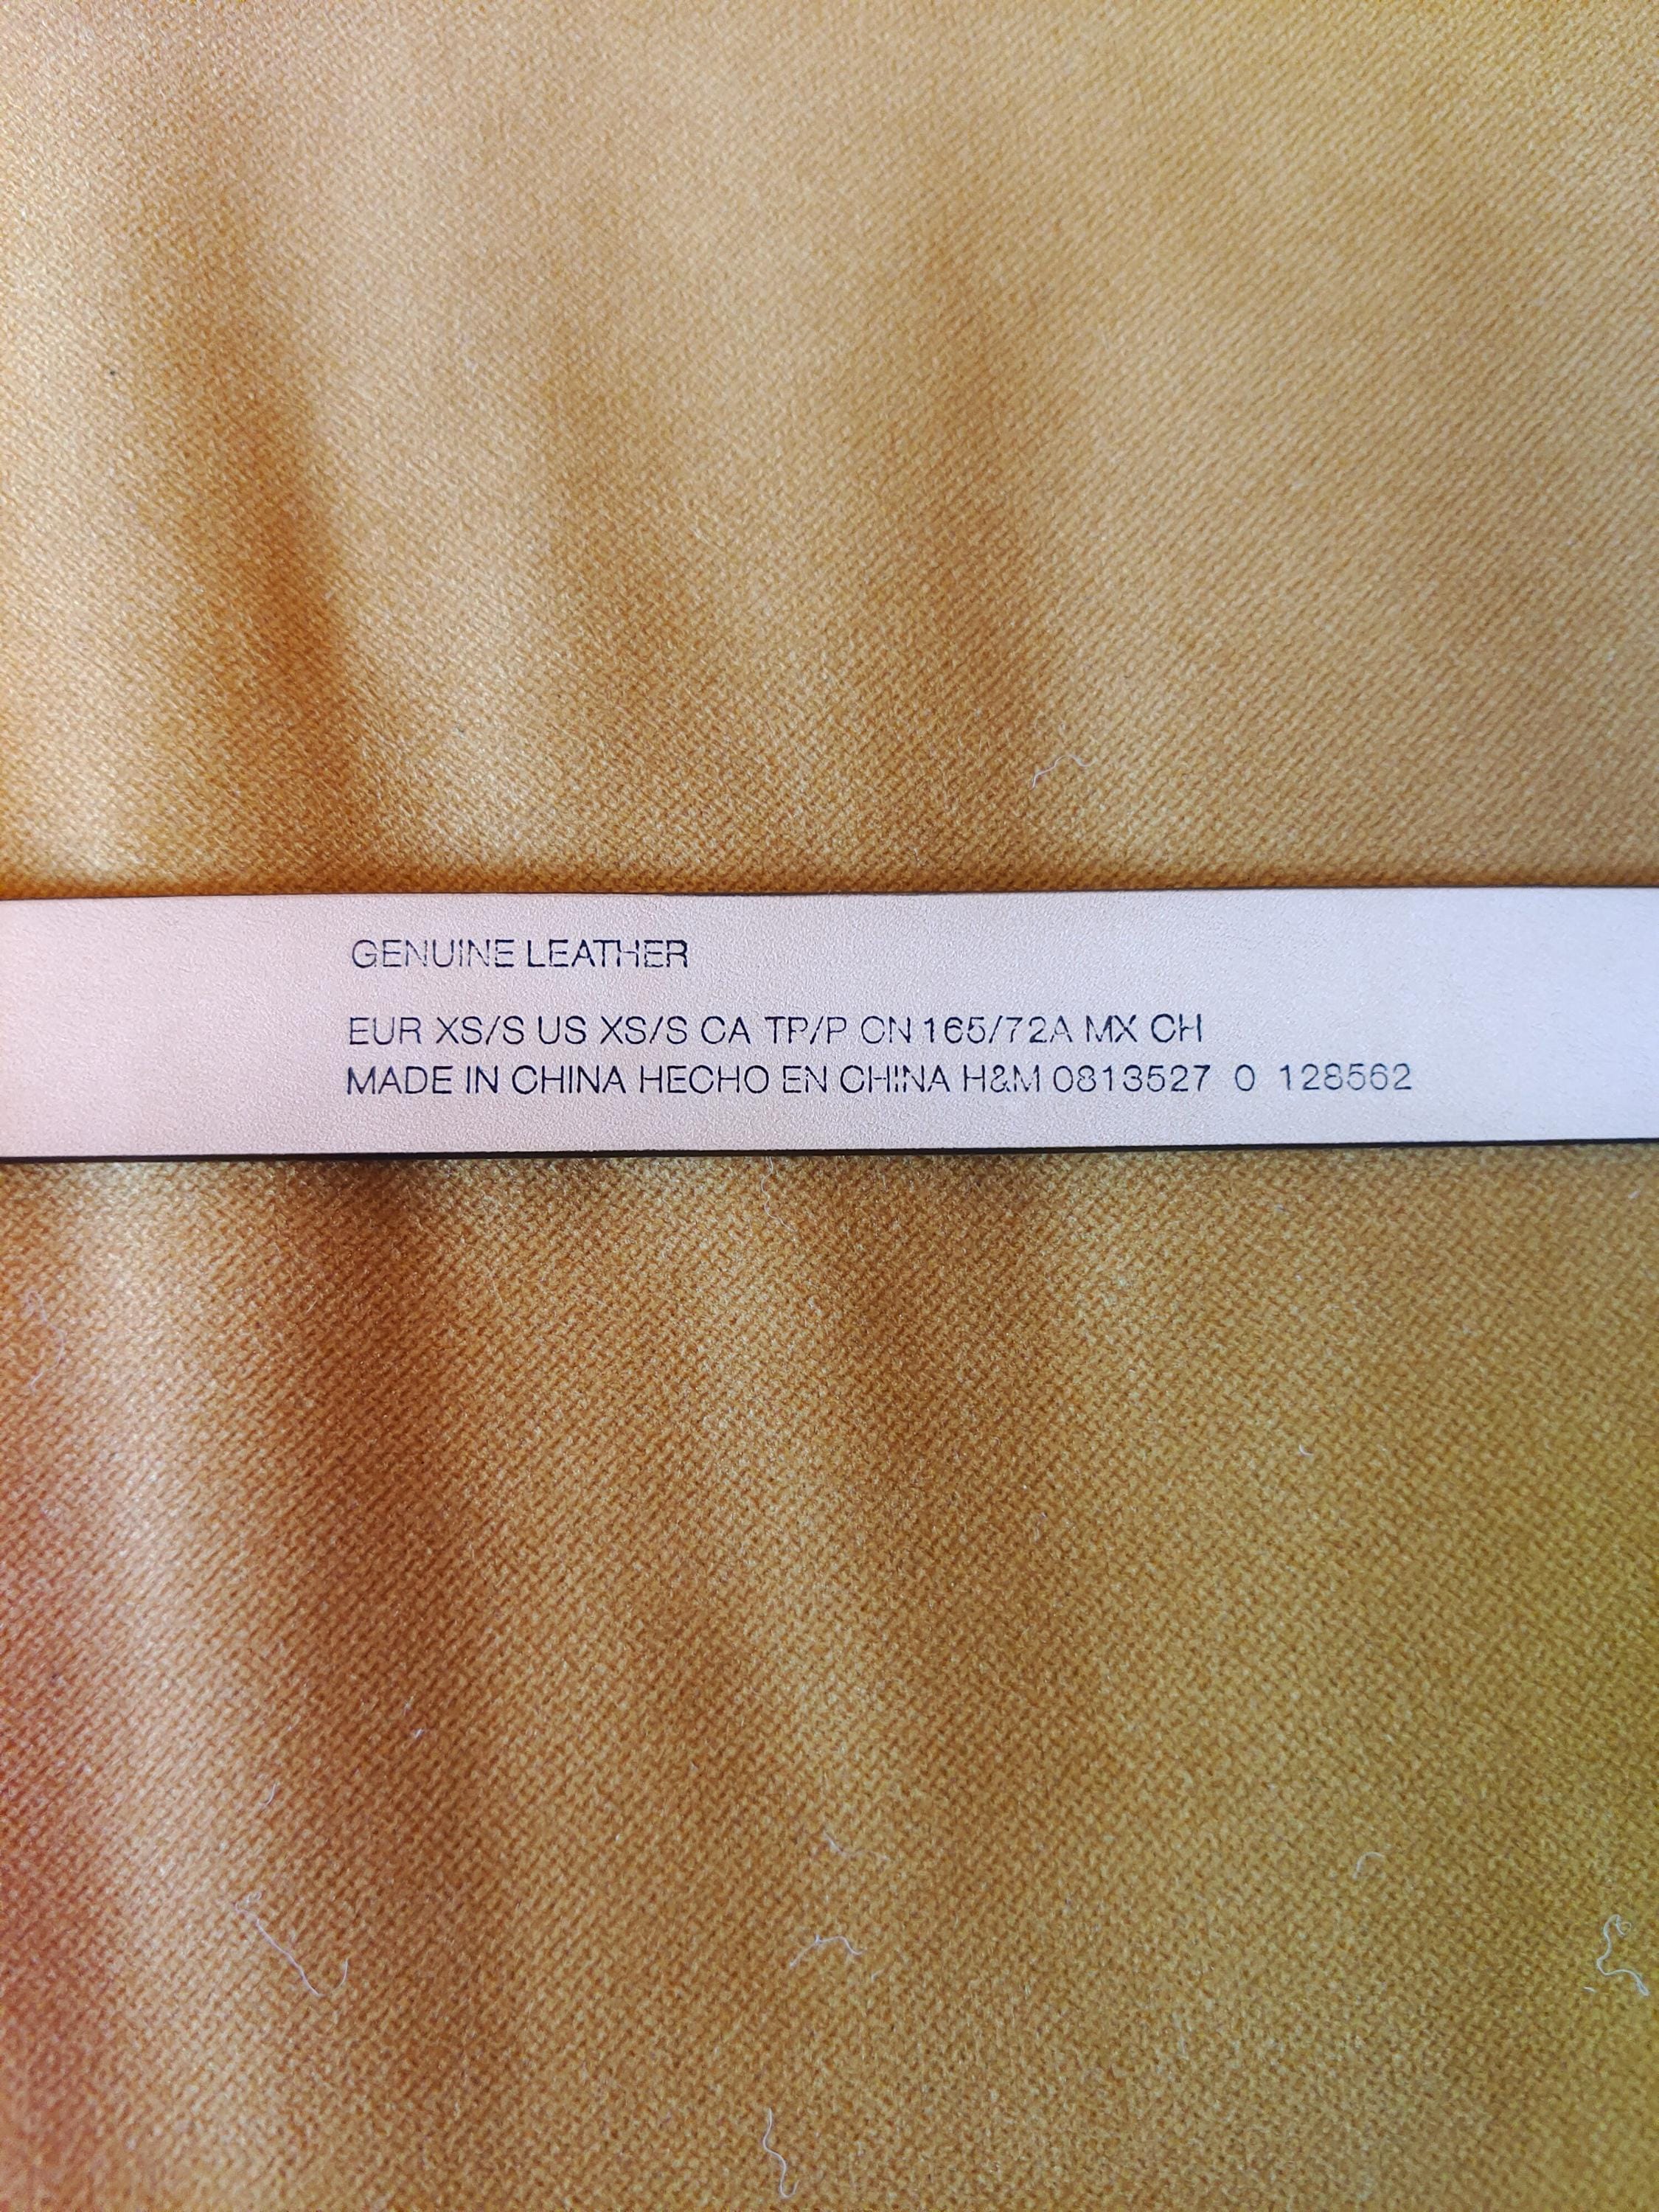 GENUINE LEATHER
EUR XS/S US XS/S CA TP/P CN 165/72A MX CH
MADE IN CHINA HECHO EN CHINA H&M 0813527 0 128562